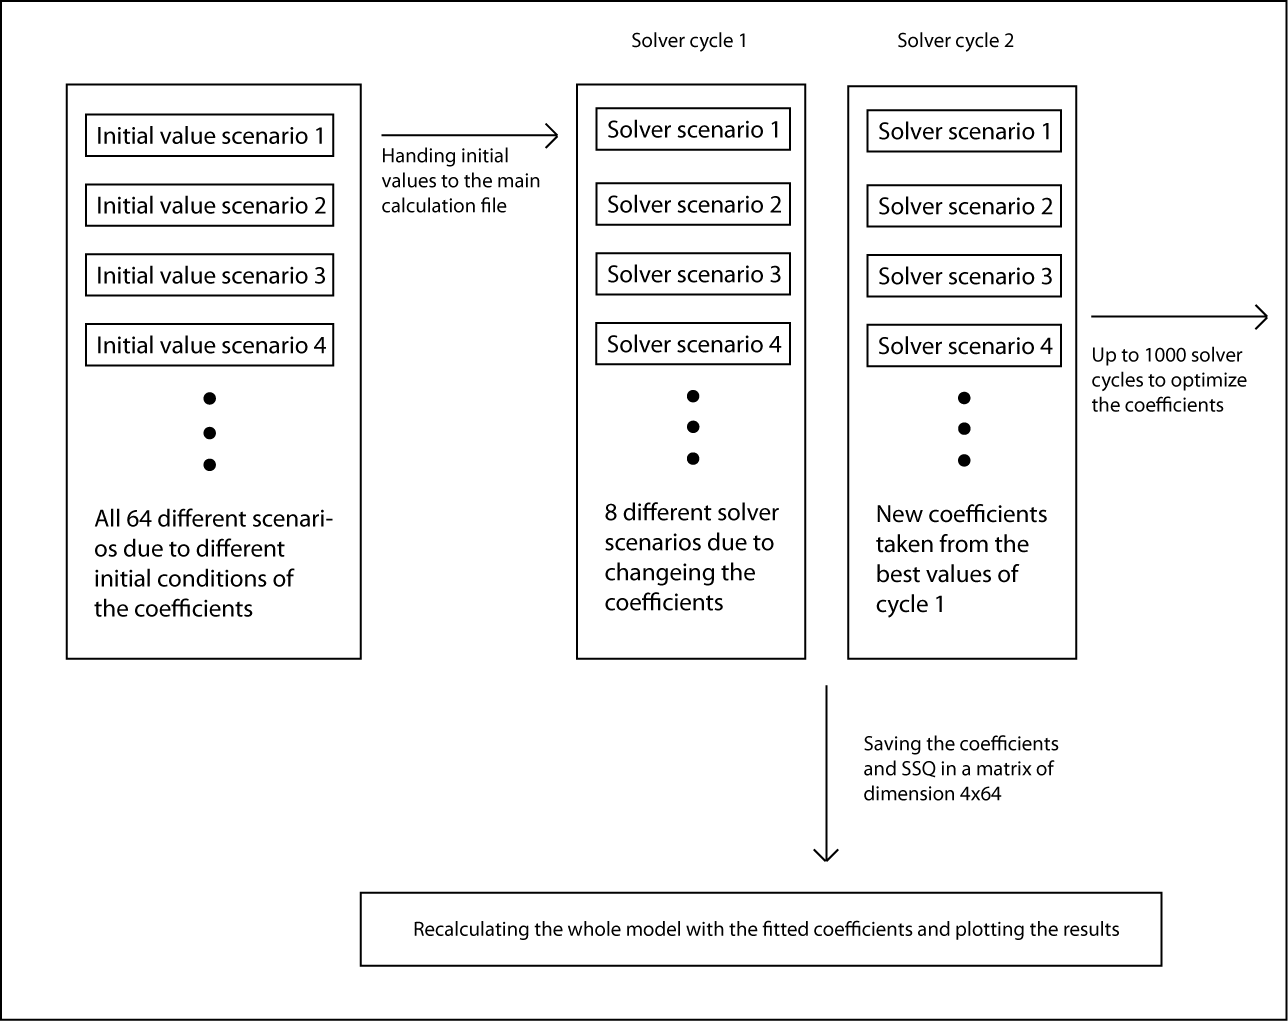 Solver cycle 1
Solver cycle 2
Initial value scenario 1
Initial value scenario 2
Initial value scenario 3
Initial value scenario 4
All 64 different scenari-
os due to different
initial conditions of
the coefficients
Handing initial
values to the main
calculation file
Solver scenario 1
Solver scenario 2
Solver scenario 3
Solver scenario 4
8 different solver
scenarios due to
changeing the
coefficients
Solver scenario 1
Solver scenario 2
Solver scenario 3
Solver scenario 4
New coefficients
taken from the
best values of
cycle 1
Up to 1000 solver
cycles to optimize
the coefficients
Saving the coefficients
and SSQ in a matrix of
dimension 4x64
Recalculating the whole model with the fitted coefficients and plotting the results